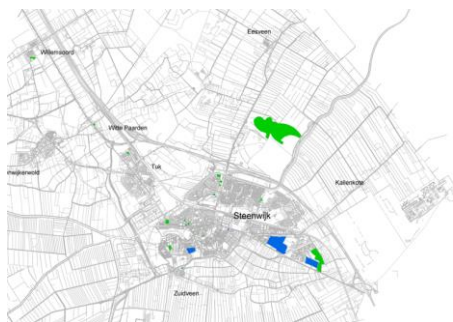 Eesveen
Willemsoord
Witte Paarden
Tuk
Kallenkote
Steenwijk
Zuidveen